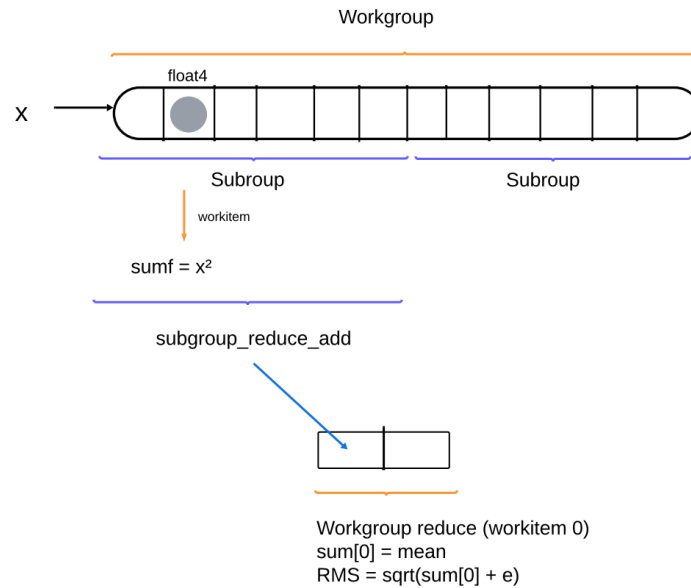 Workgroup
float4
x
Subroup
Subroup
workitem
sumf = x²
subgroup_reduce_add
Workgroup reduce (workitem 0)
sum[0] = mean
RMS = sqrt(sum[0] + e)